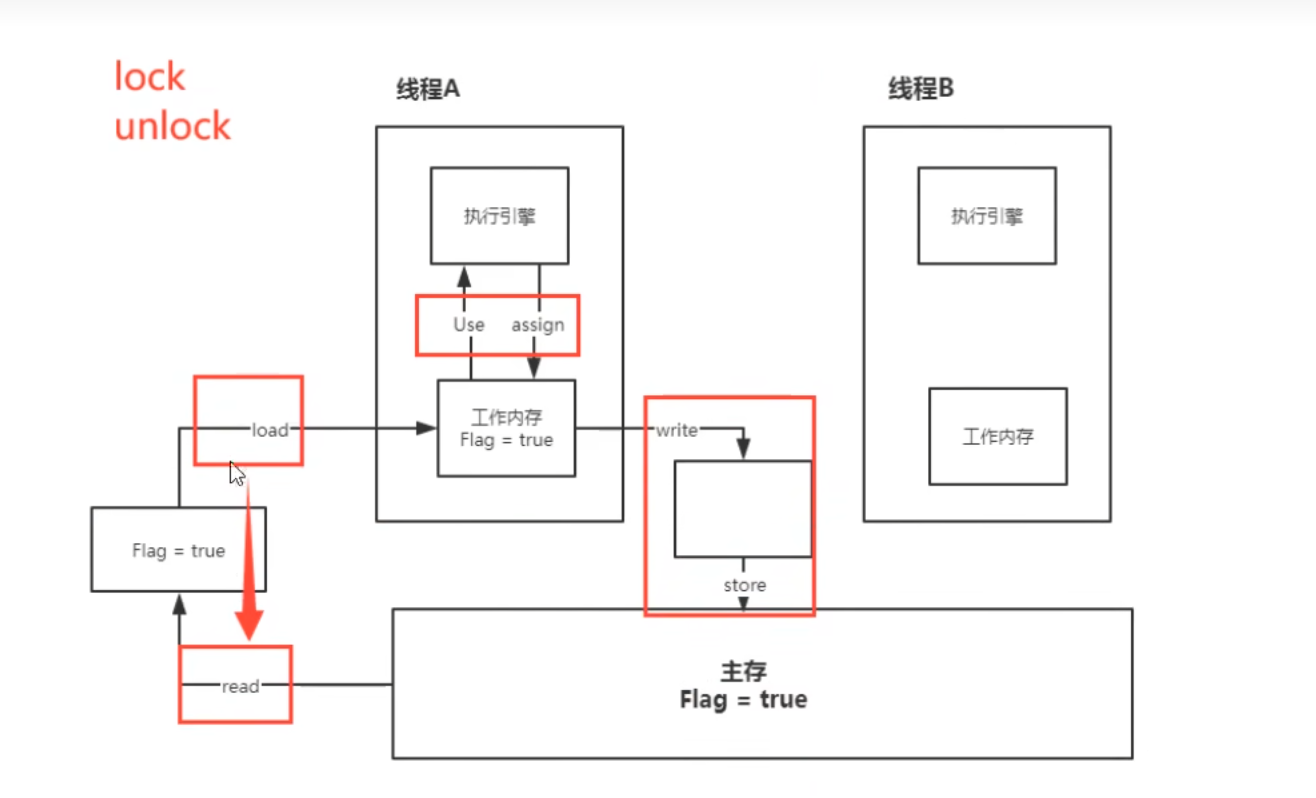 lock
unlock
线程A
线程B
执行引擎
执行引擎
Use
assign
工作内存
Flag = true
load
write
工作内存
Flag = true
store
read
主存
Flag = true